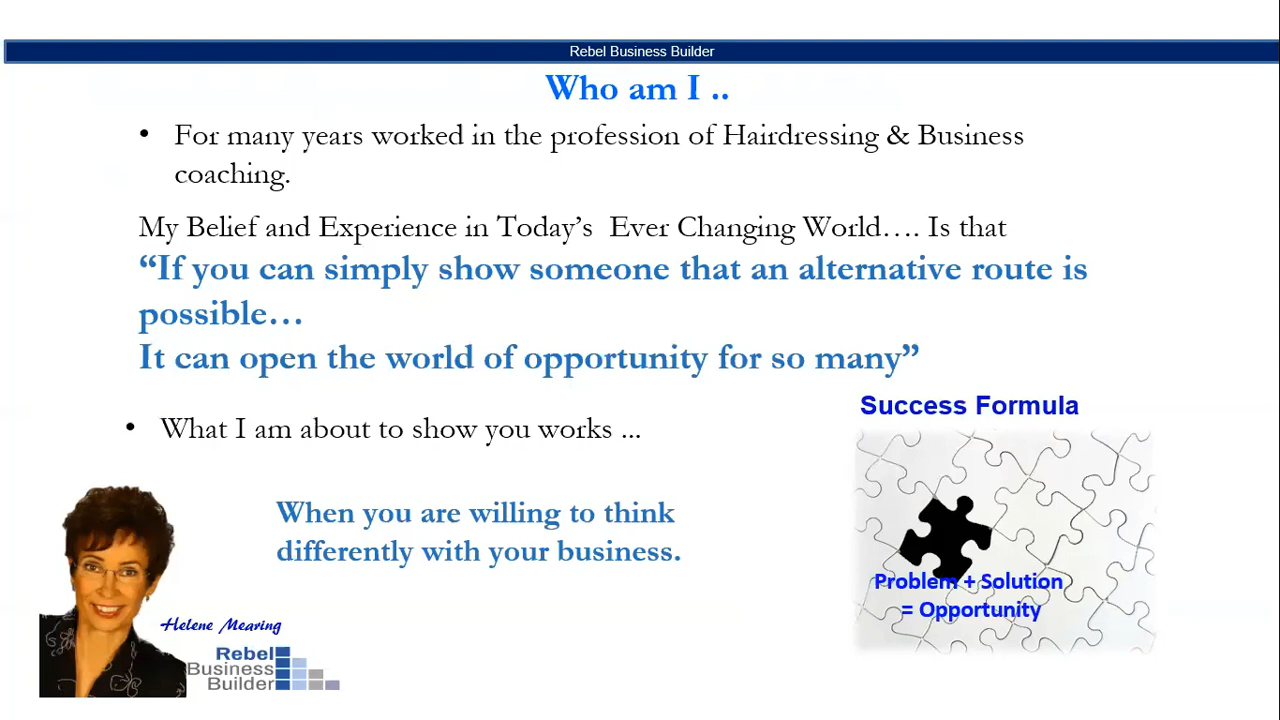 Rebel Business Builder
Who am I ..
• For many years worked in the profession of Hairdressing & Business
coaching.
My Belief and Experience in Today’s Ever Changing World…. Is that
“If you can simply show someone that an alternative route is
possible…
It can open the world of opportunity for so many”
• What I am about to show you works ...
When you are willing to think
differently with your business.
Success Formula
Problem + Solution
= Opportunity
Helene Mearing
Rebel
Business
Builder